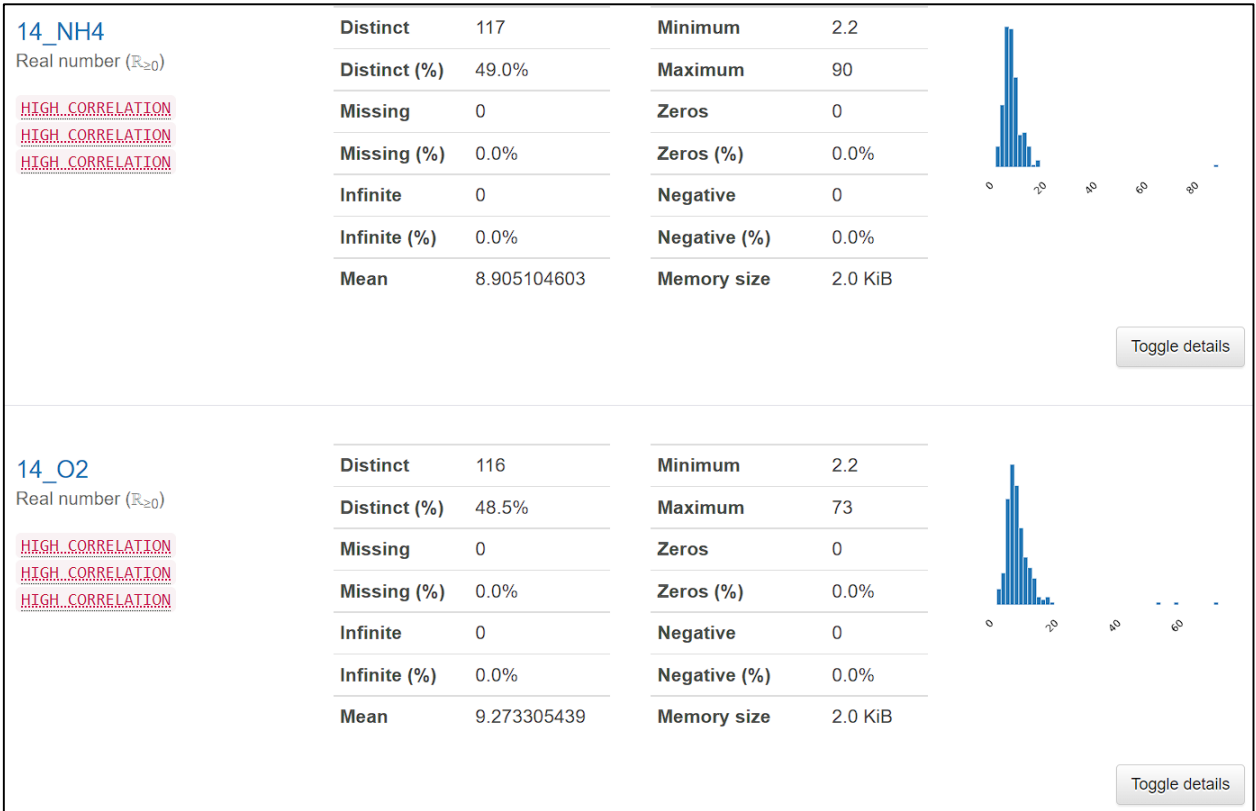 14_NH4
Real number (ℝ≥0)
HIGH CORRELATION
HIGH CORRELATION
HIGH CORRELATION
Distinct 117
Distinct (%) 49.0%
Missing 0
Missing (%) 0.0%
Infinite 0
Infinite (%) 0.0%
Mean 8.905104603
Minimum 2.2
Maximum 90
Zeros 0
Zeros (%) 0.0%
Negative 0
Negative (%) 0.0%
Memory size 2.0 KiB
0 20 40 60 80
Toggle details
14_O2
Real number (ℝ≥0)
HIGH CORRELATION
HIGH CORRELATION
HIGH CORRELATION
Distinct 116
Distinct (%) 48.5%
Missing 0
Missing (%) 0.0%
Infinite 0
Infinite (%) 0.0%
Mean 9.273305439
Minimum 2.2
Maximum 73
Zeros 0
Zeros (%) 0.0%
Negative 0
Negative (%) 0.0%
Memory size 2.0 KiB
0 20 40 60
Toggle details